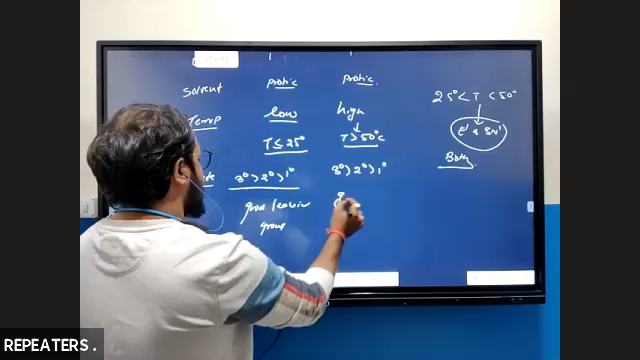 Solvent protic protic.
Temp low high
T ≤ 25° T > 50°C
3° > 2° > 1° 3° > 2° > 1°
good leaving
group
25° < T < 50°
E¹ & SN¹
Both.
REPEATERS .